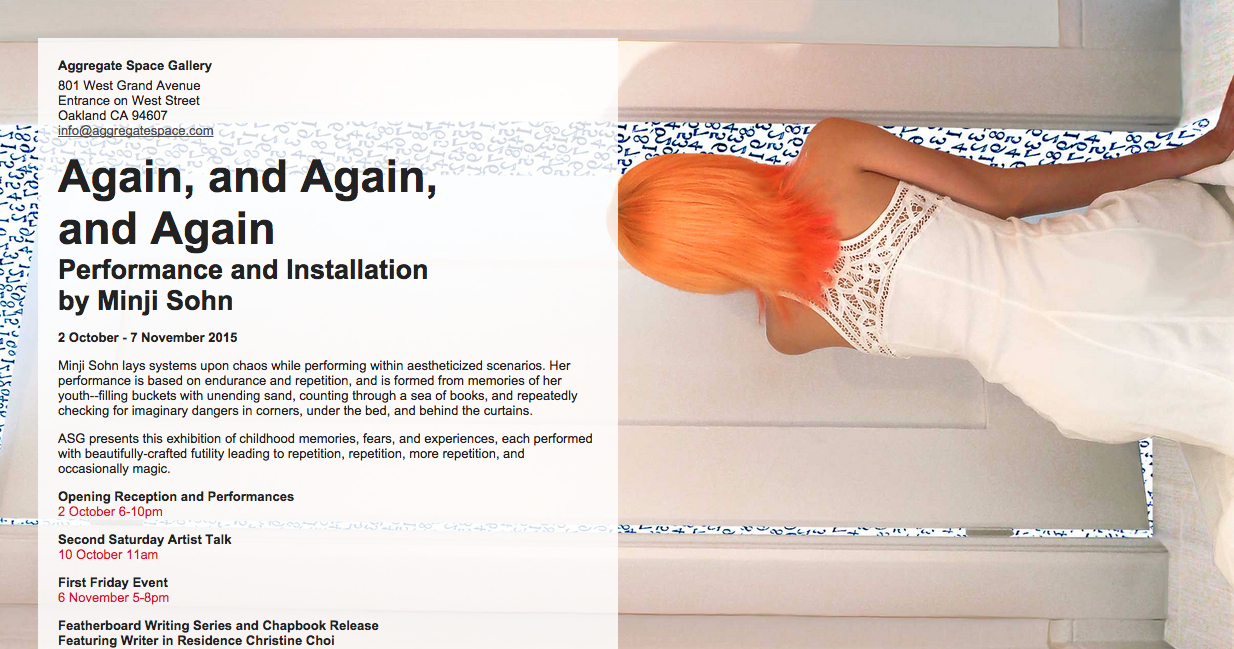 Aggregate Space Gallery
801 West Grand Avenue
Entrance on West Street
Oakland CA 94607
info@aggregatespace.com
Again, and Again,
and Again
Performance and Installation
by Minji Sohn
2 October - 7 November 2015
Minji Sohn lays systems upon chaos while performing within aestheticized scenarios. Her
performance is based on endurance and repetition, and is formed from memories of her
youth--filling buckets with unending sand, counting through a sea of books, and repeatedly
checking for imaginary dangers in corners, under the bed, and behind the curtains.
ASG presents this exhibition of childhood memories, fears, and experiences, each performed
with beautifully-crafted futility leading to repetition, repetition, more repetition, and
occasionally magic.
Opening Reception and Performances
2 October 6-10pm
Second Saturday Artist Talk
10 October 11am
First Friday Event
6 November 5-8pm
Featherboard Writing Series and Chapbook Release
Featuring Writer in Residence Christine Choi